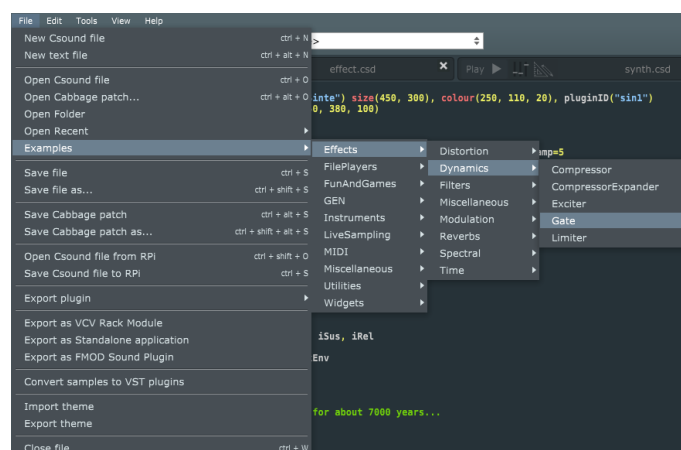 File Edit Tools View Help
New Csound file ctrl + N
New text file ctrl + alt + N
Open Csound file ctrl + O
Open Cabbage patch... ctrl + alt + O
Open Folder
Open Recent
Examples
Save file ctrl + S
Save file as... ctrl + shift + S
Save Cabbage patch ctrl + alt + S
Save Cabbage patch as... ctrl + shift + alt + S
Open Csound file from RPi ctrl + shift + O
Save Csound file to RPi ctrl + S
Export plugin
Export as VCV Rack Module
Export as Standalone application
Export as FMOD Sound Plugin
Convert samples to VST plugins
Import theme
Export theme
Close file ctrl + W
Effects
FilePlayers
FunAndGames
GEN
Instruments
LiveSampling
MIDI
Miscellaneous
Utilities
Widgets
Distortion
Dynamics
Filters
Miscellaneous
Modulation
Reverbs
Spectral
Time
Compressor
CompressorExpander
Exciter
Gate
Limiter
>
effect.csd × Play synth.csd
inte") size(450, 300), colour(250, 110, 20), pluginID("sin1")
0, 380, 100)
mp=5
iSus, iRel
Env
for about 7000 years...